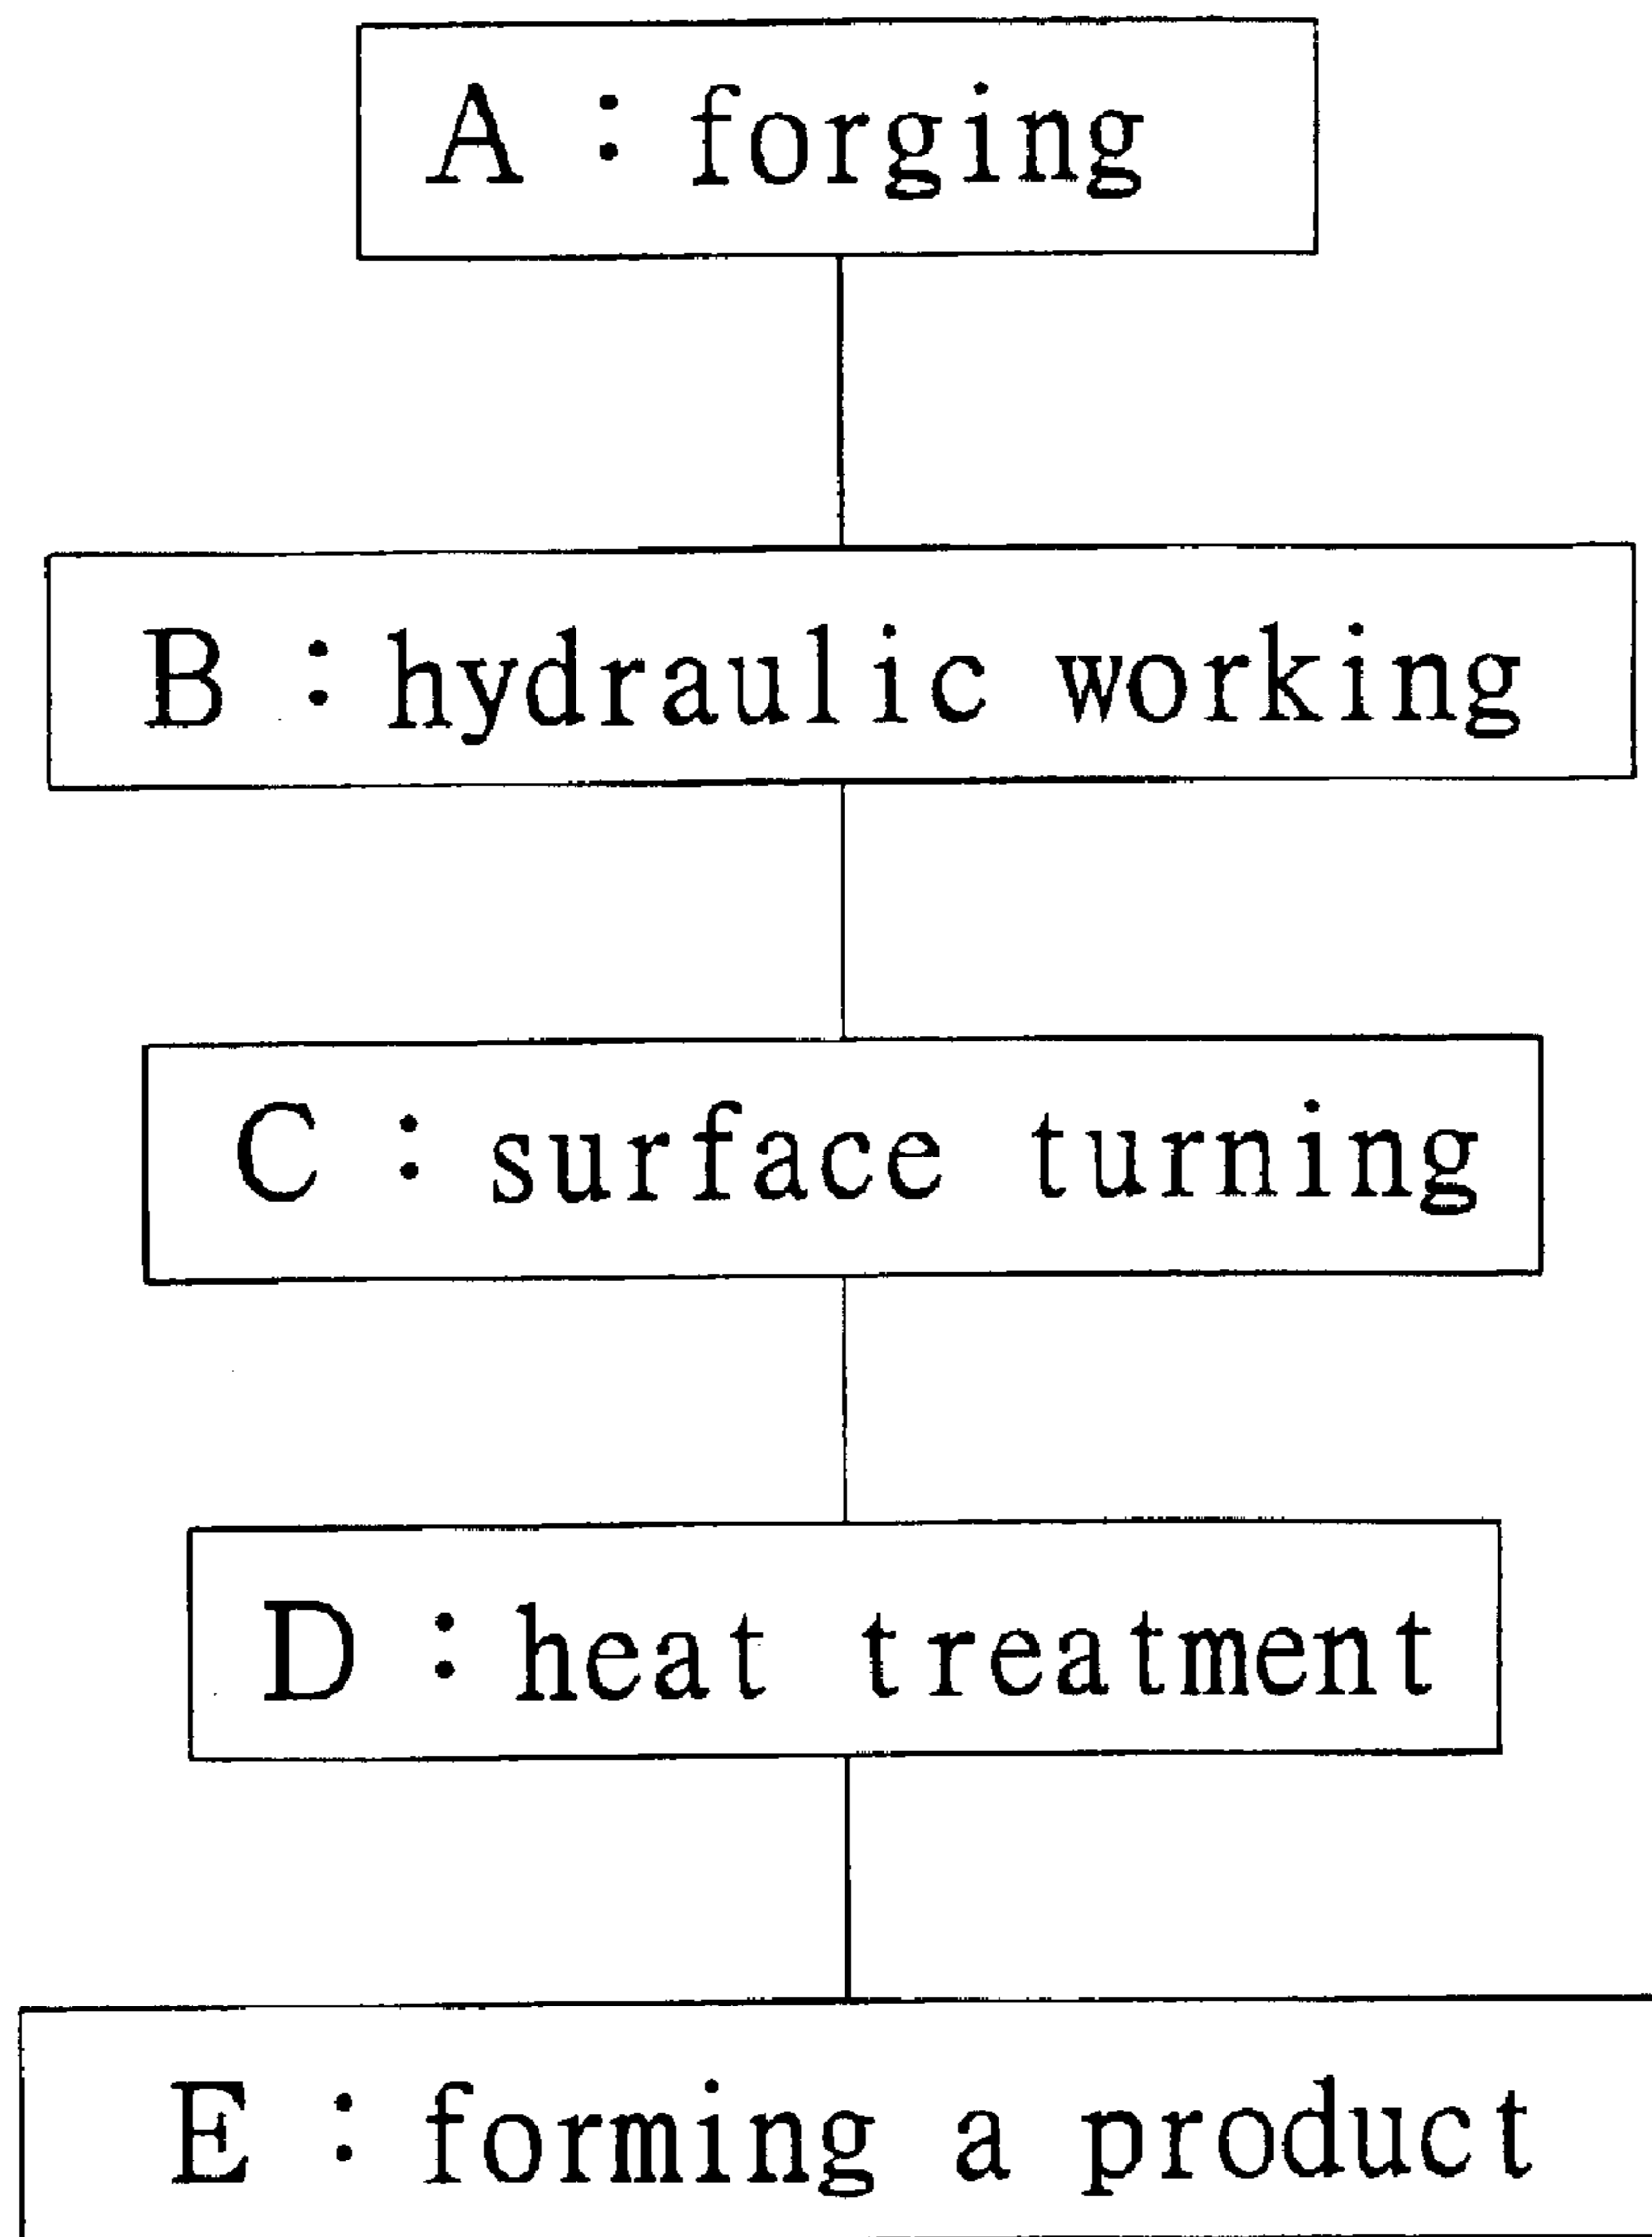 A : forging
B : hydraulic working
C : surface turning
D : heat treatment
E : forming a product